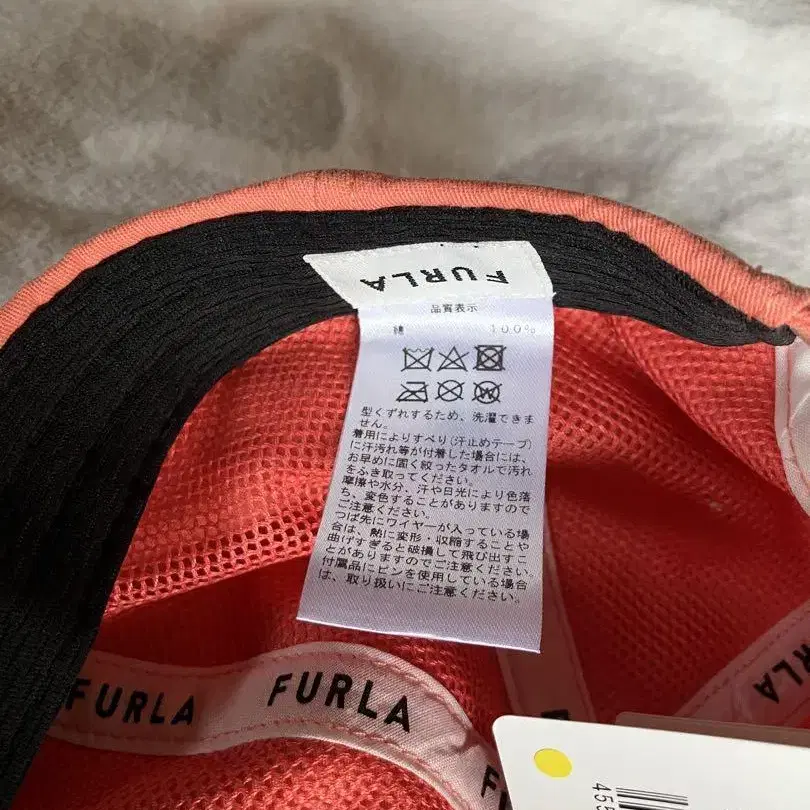 FURLA
品質表示
綿 100%
型くずれするため、洗濯できま
せん。
着用によりすべり(汗止めテープ)
に汗汚れ等が付着した場合には、
お早めに固く絞ったタオルで汚れ
をふき取ってください。
摩擦や水分、汗や日光により色落
ち、変色することがありますので
ご注意ください。
つば先にワイヤーが入っている場
合は、熱に変形・収縮することや
曲げすぎると破損して飛び出すこ
とがありますのでご注意ください。
付属品にピンを使用している場合
は、取り扱いにご注意ください。
FURLA
FURLA
FURLA
FU
455